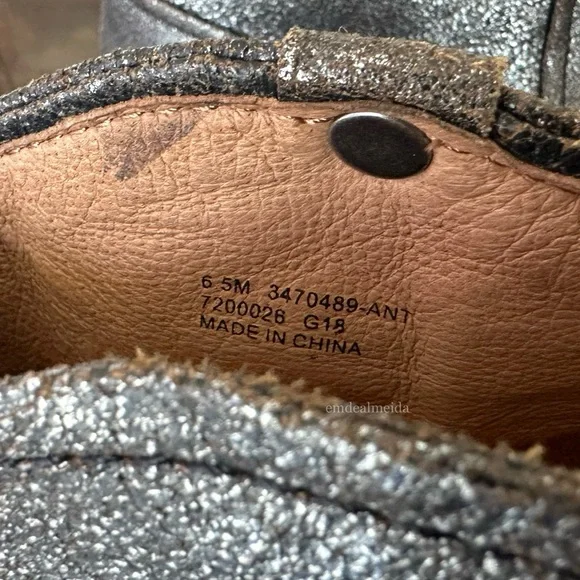 6.5M 3470489-ANT
7200026 G18
MADE IN CHINA
emdealmeida